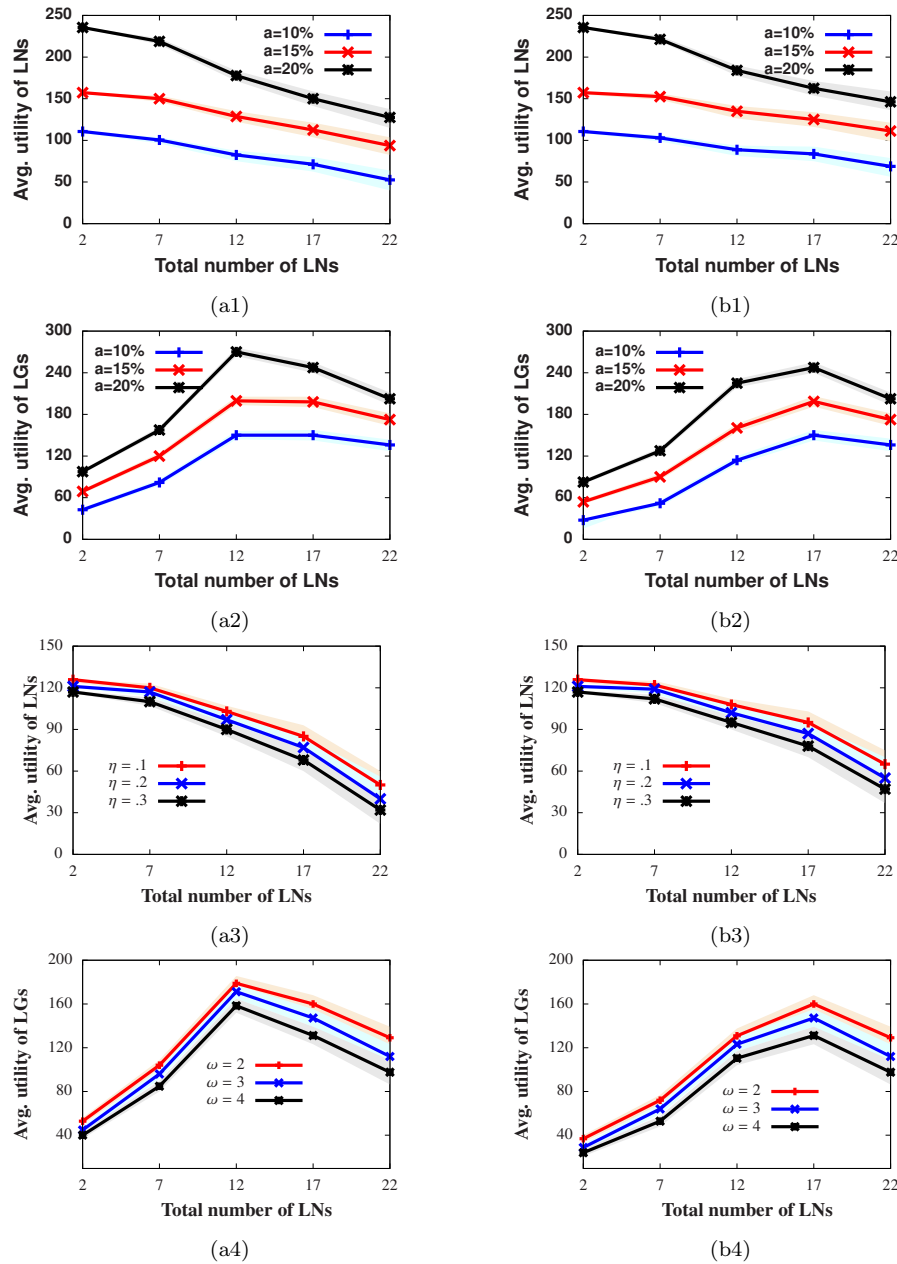 250
200
150
100
50
0
Avg. utility of LNs
a=10%
a=15%
a=20%
2 7 12 17 22
Total number of LNs
(a1)
250
200
150
100
50
0
Avg. utility of LNs
a=10%
a=15%
a=20%
2 7 12 17 22
Total number of LNs
(b1)
300
240
180
120
60
0
Avg. utility of LGs
a=10%
a=15%
a=20%
2 7 12 17 22
Total number of LNs
(a2)
300
240
180
120
60
0
Avg. utility of LGs
a=10%
a=15%
a=20%
2 7 12 17 22
Total number of LNs
(b2)
150
120
90
60
30
0
Avg. utility of LNs
η = .1
η = .2
η = .3
2 7 12 17 22
Total number of LNs
(a3)
150
120
90
60
30
0
Avg. utility of LNs
η = .1
η = .2
η = .3
2 7 12 17 22
Total number of LNs
(b3)
200
160
120
80
40
Avg. utility of LGs
ω = 2
ω = 3
ω = 4
2 7 12 17 22
Total number of LNs
(a4)
200
160
120
80
40
Avg. utility of LGs
ω = 2
ω = 3
ω = 4
2 7 12 17 22
Total number of LNs
(b4)